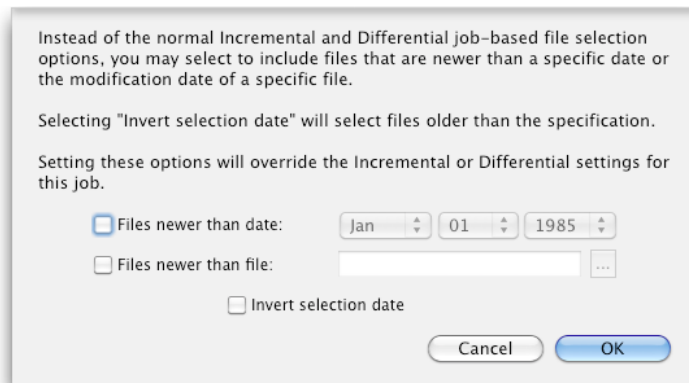 Instead of the normal Incremental and Differential job-based file selection
options, you may select to include files that are newer than a specific date or
the modification date of a specific file.
Selecting "Invert selection date" will select files older than the specification.
Setting these options will override the Incremental or Differential settings for
this job.
Files newer than date: Jan 01 1985
Files newer than file: ...
Invert selection date
Cancel OK